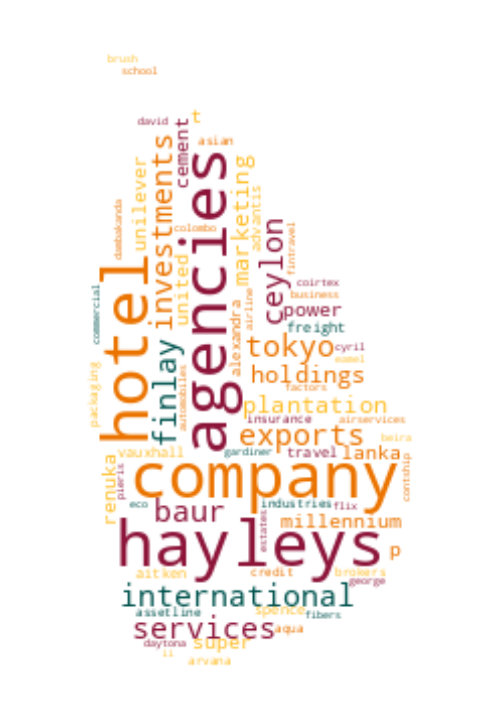 brush
school
david
t
asian
cement
investments
unilever
agencies
marketing
advantis
dambakanda
colombo
united
hotel
ceylon
fintravel
commercial
alexandra
airline
coirtex
business
power
freight
tokyo
cyril
eamel
finlay
automobiles
holdings
factors
packaging
plantation
insurance
airservices
exports
beira
vauxhall
gardiner
travel
lanka
renuka
pieris
company
contship
eco
industries
flix
baur
estates
millennium
hayleys
p
aitken
credit
brokers
george
international
assetline
spence
fibers
services
aqua
daytona
super
ii
arvana